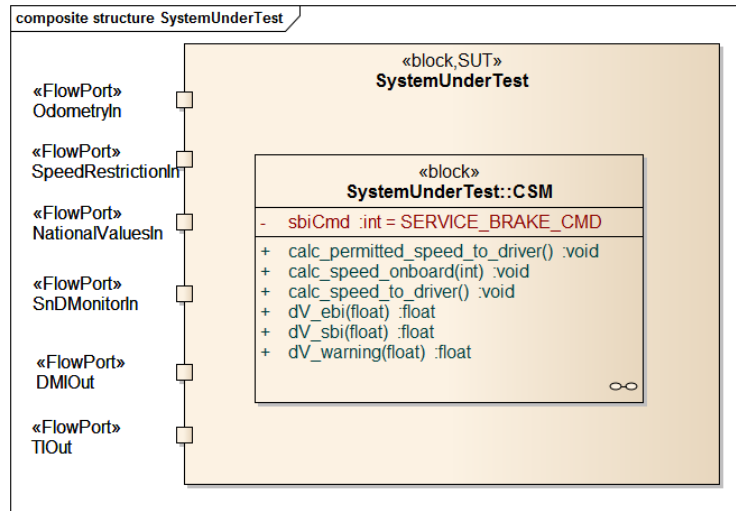 composite structure SystemUnderTest
«block,SUT»
SystemUnderTest
«FlowPort»
OdometryIn
«FlowPort»
SpeedRestrictionIn
«FlowPort»
NationalValuesIn
«FlowPort»
SnDMonitorIn
«FlowPort»
DMIOut
«FlowPort»
TIOut
«block»
SystemUnderTest::CSM
- sbiCmd :int = SERVICE_BRAKE_CMD
+ calc_permitted_speed_to_driver() :void
+ calc_speed_onboard(int) :void
+ calc_speed_to_driver() :void
+ dV_ebi(float) :float
+ dV_sbi(float) :float
+ dV_warning(float) :float